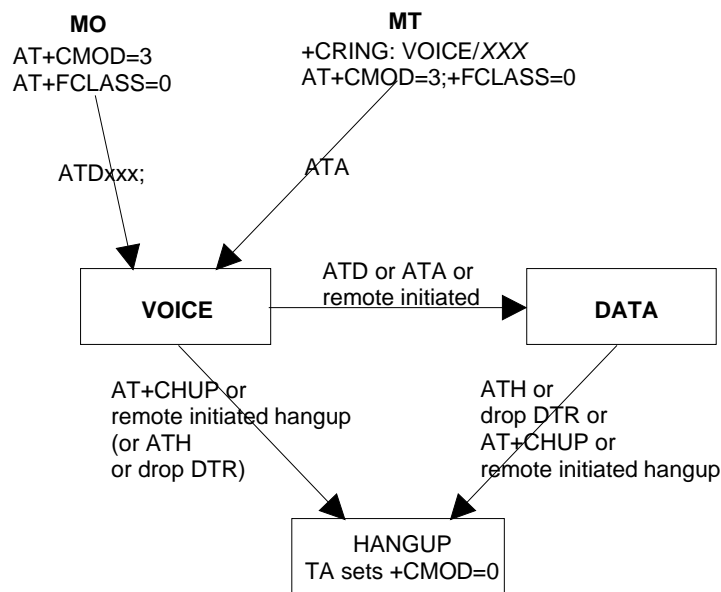 MO
AT+CMOD=3
AT+FCLASS=0
MT
+CRING: VOICE/XXX
AT+CMOD=3;+FCLASS=0
ATDxxx;
ATA
VOICE
ATD or ATA or
remote initiated
DATA
AT+CHUP or
remote initiated hangup
(or ATH
or drop DTR)
ATH or
drop DTR or
AT+CHUP or
remote initiated hangup
HANGUP
TA sets +CMOD=0